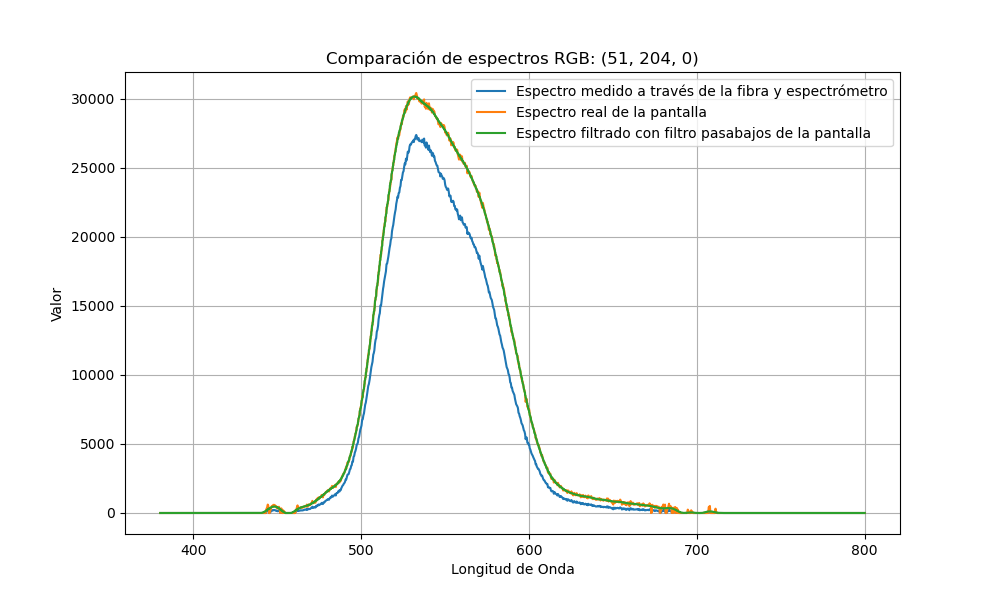 Comparación de espectros RGB: (51, 204, 0)
Espectro medido a través de la fibra y espectrómetro
Espectro real de la pantalla
Espectro filtrado con filtro pasabajos de la pantalla
Valor
30000
25000
20000
15000
10000
5000
0
400
500
600
700
800
Longitud de Onda